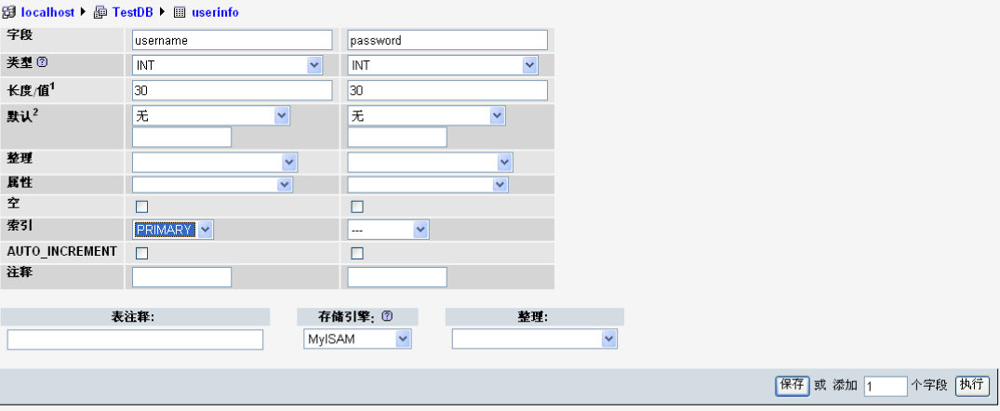 localhost ▶ TestDB ▶ userinfo
字段 username password
类型 INT INT
长度/值1 30 30
默认2 无 无
整理
属性
空
索引 PRIMARY ---
AUTO_INCREMENT
注释
表注释: 存储引擎: 整理:
MyISAM
保存 或 添加 1 个字段 执行